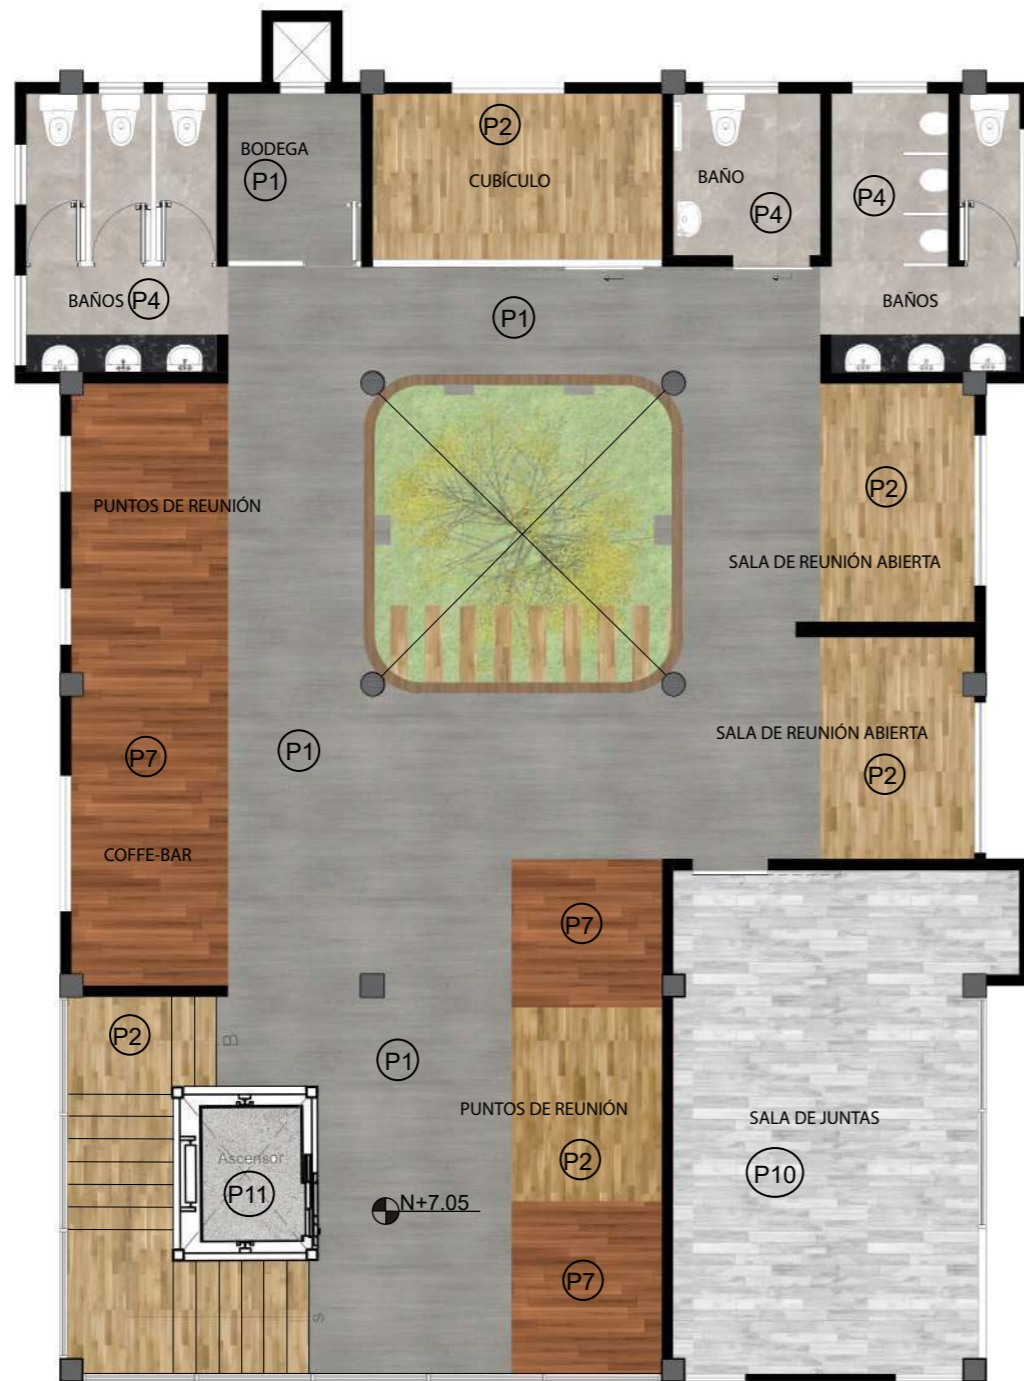 P2
BODEGA
P1
CUBÍCULO
BAÑO
P4
P4
BAÑOS
P4
BAÑOS
P1
P2
PUNTOS DE REUNIÓN
SALA DE REUNIÓN ABIERTA
SALA DE REUNIÓN ABIERTA
P1
P7
P2
COFFE-BAR
P7
P2
B
P1
PUNTOS DE REUNIÓN
SALA DE JUNTAS
Ascensor
P2
P10
P11
N+7.05
P7
S